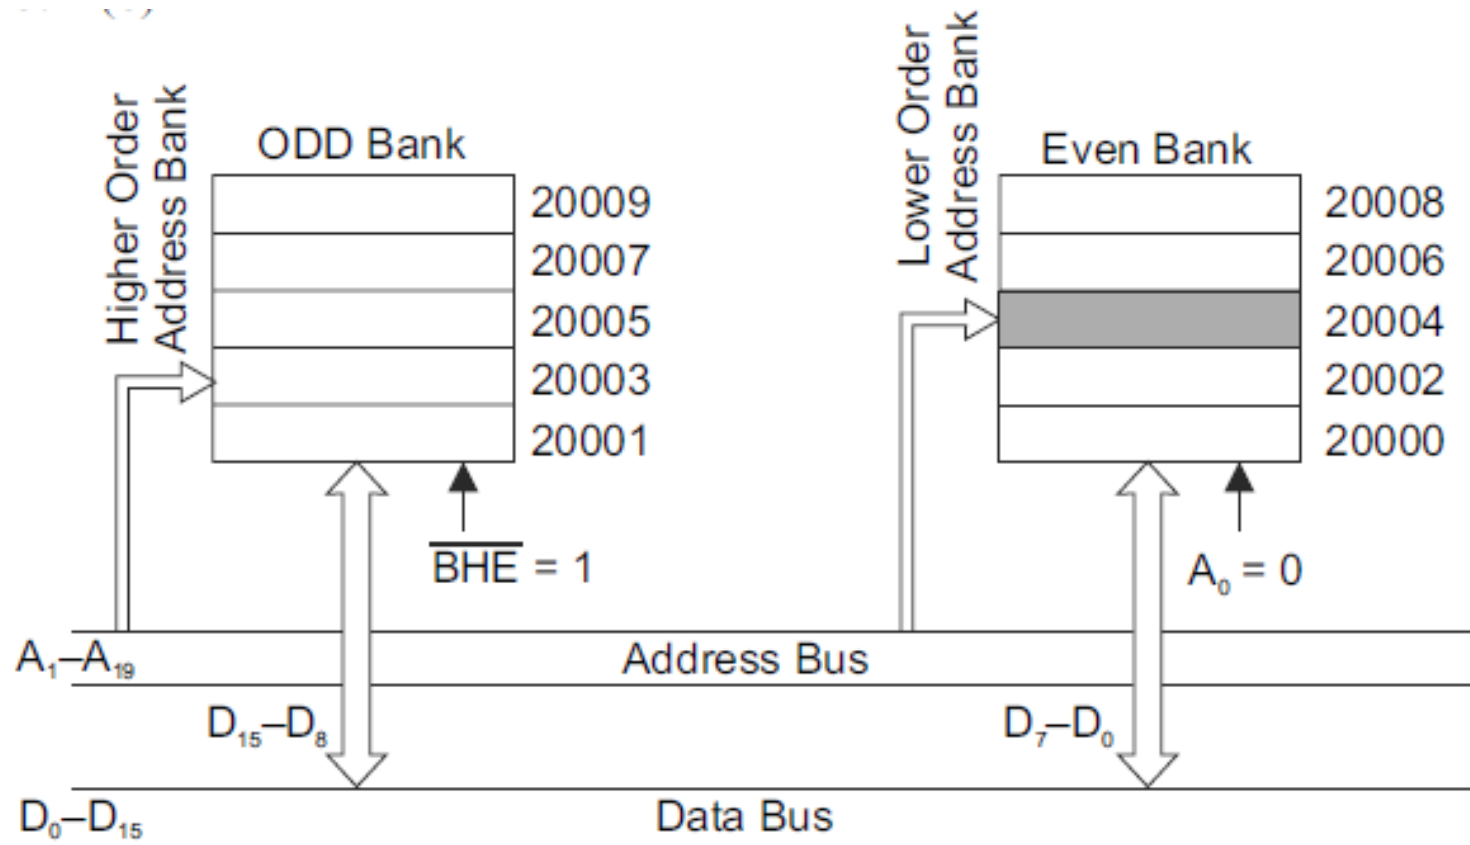 Higher Order
Address Bank
ODD Bank
20009
20007
20005
20003
20001
BHE = 1
Lower Order
Address Bank
Even Bank
20008
20006
20004
20002
20000
A₀ = 0
A₁–A₁₉
Address Bus
D₁₅–D₈
D₇–D₀
D₀–D₁₅
Data Bus